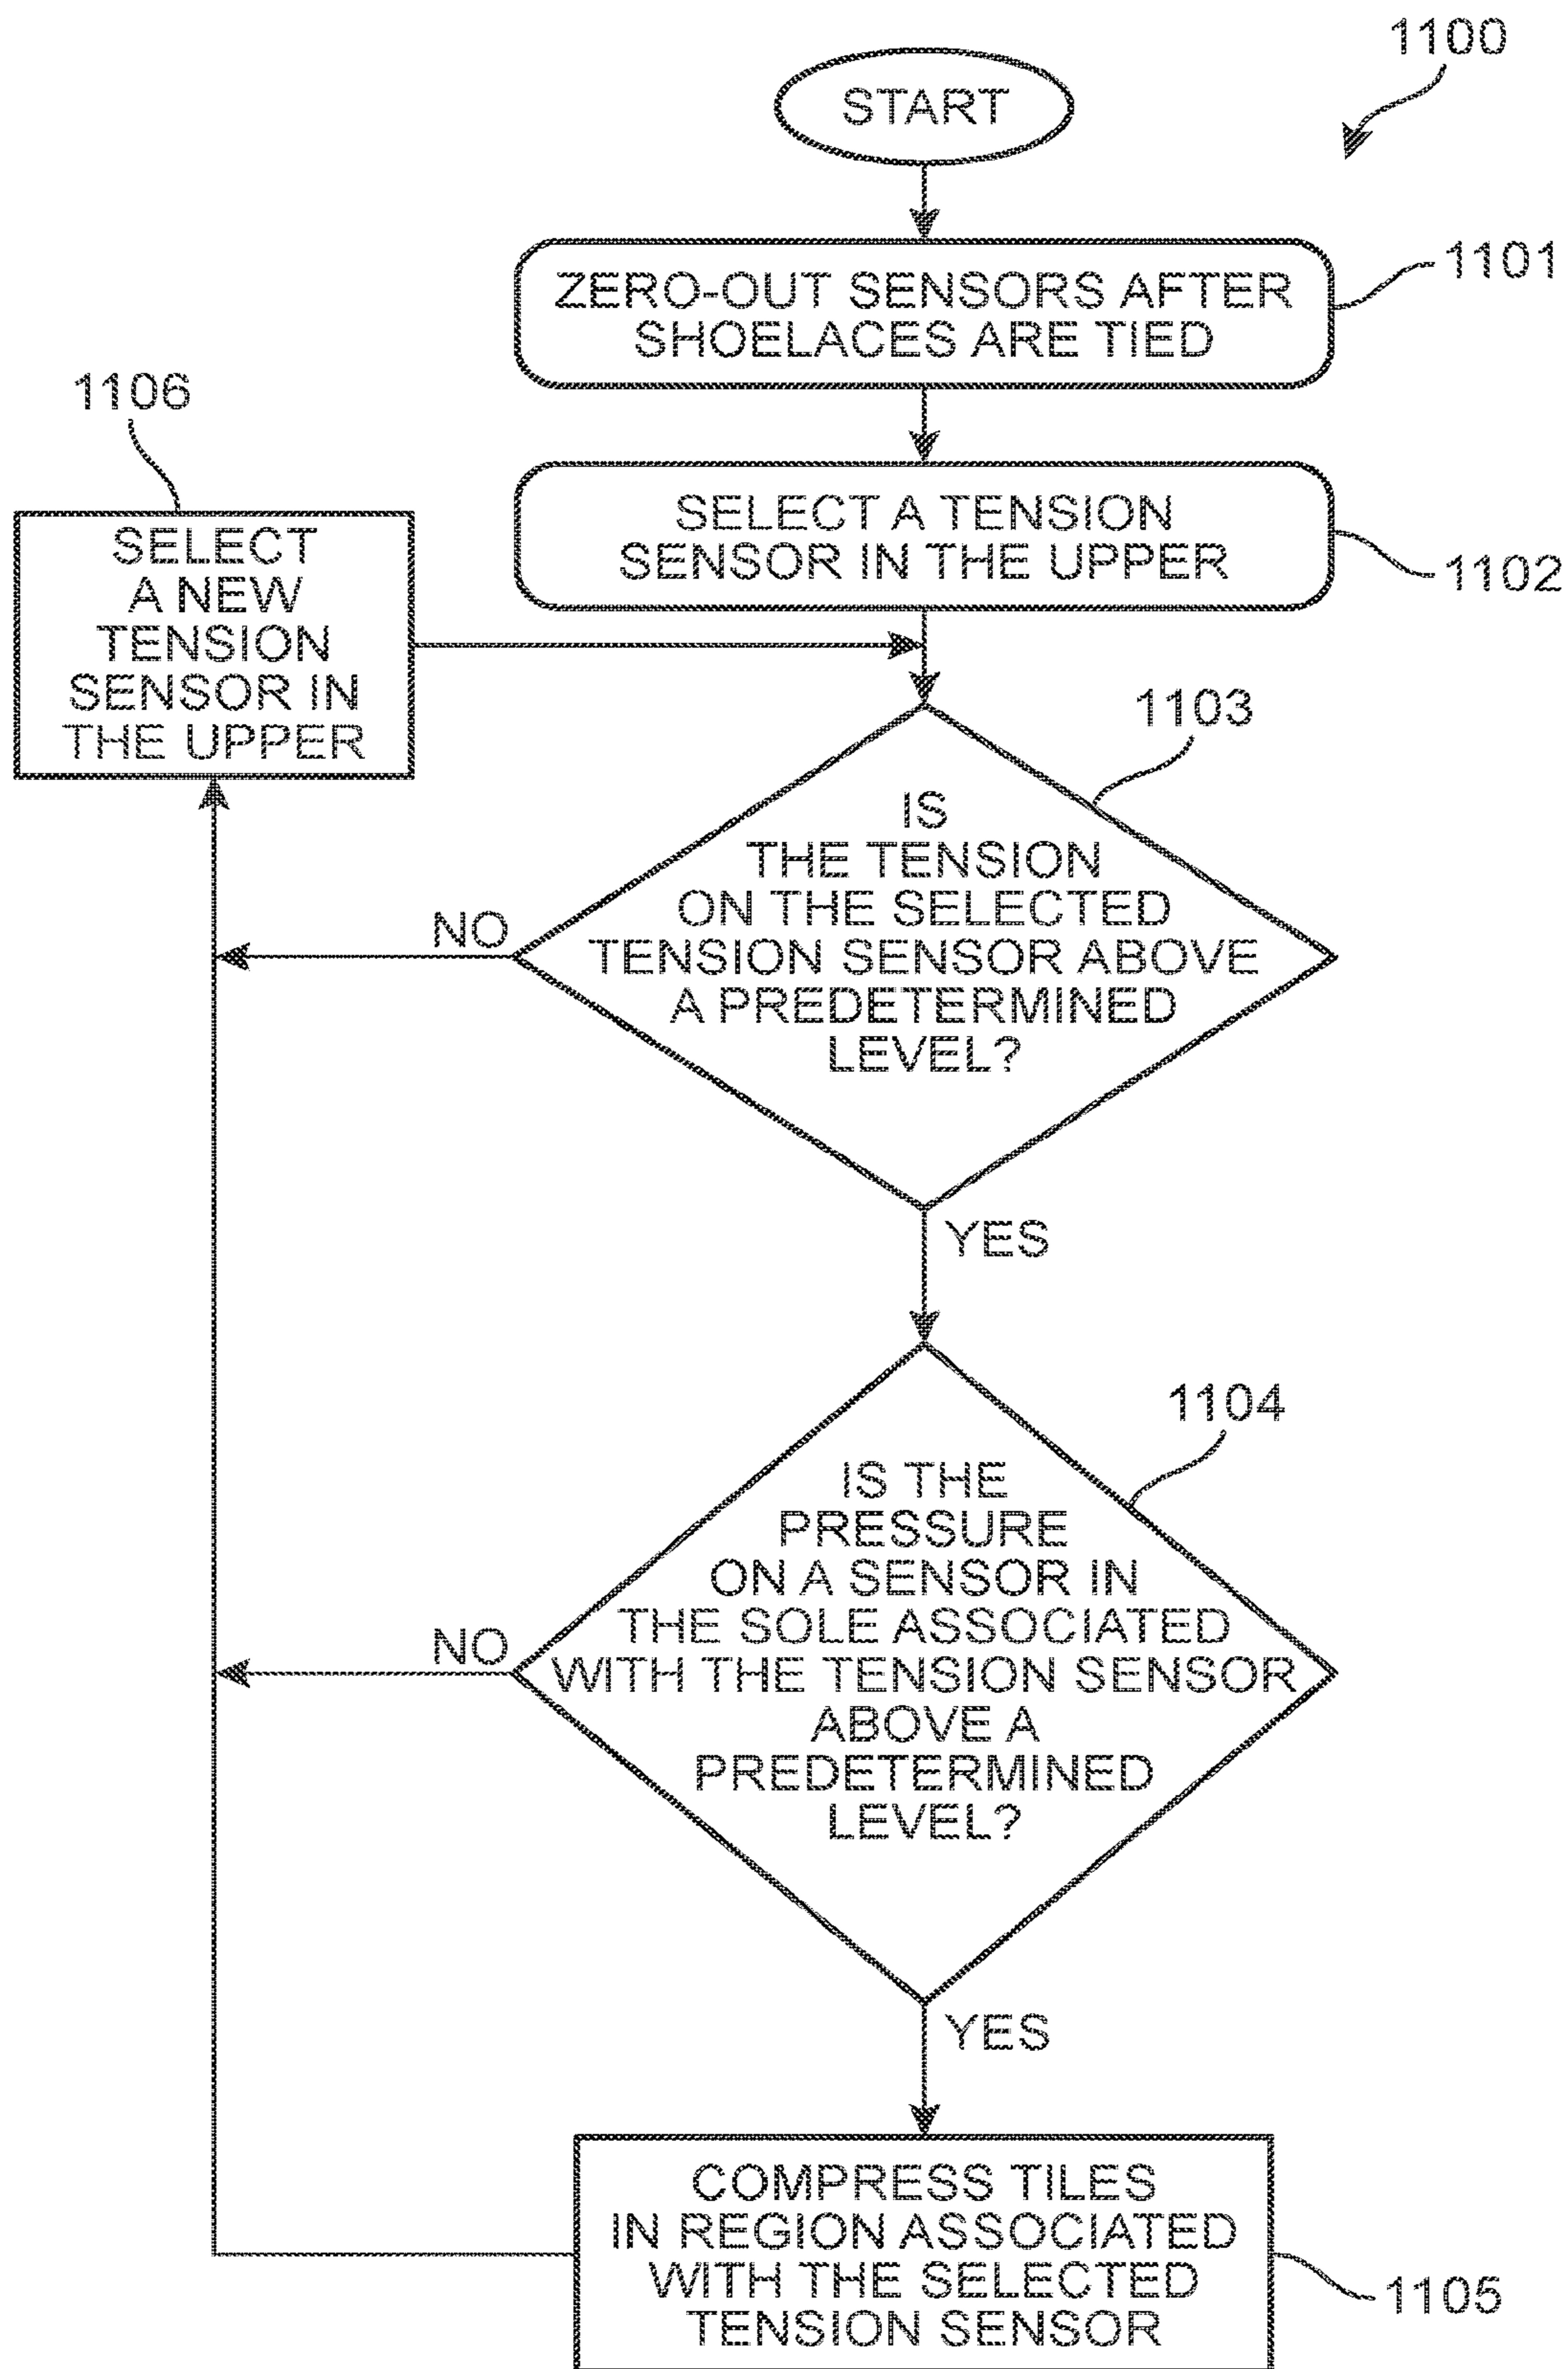 1100
START
ZERO-OUT SENSORS AFTER
SHOELACES ARE TIED
1101
1106
SELECT A TENSION
SENSOR IN THE UPPER
1102
SELECT
A NEW
TENSION
SENSOR IN
THE UPPER
1103
IS
THE TENSION
ON THE SELECTED
TENSION SENSOR ABOVE
A PREDETERMINED
LEVEL?
NO
YES
1104
IS THE
PRESSURE
ON A SENSOR IN
THE SOLE ASSOCIATED
WITH THE TENSION SENSOR
ABOVE A
PREDETERMINED
LEVEL?
NO
YES
COMPRESS TILES
IN REGION ASSOCIATED
WITH THE SELECTED
TENSION SENSOR
1105